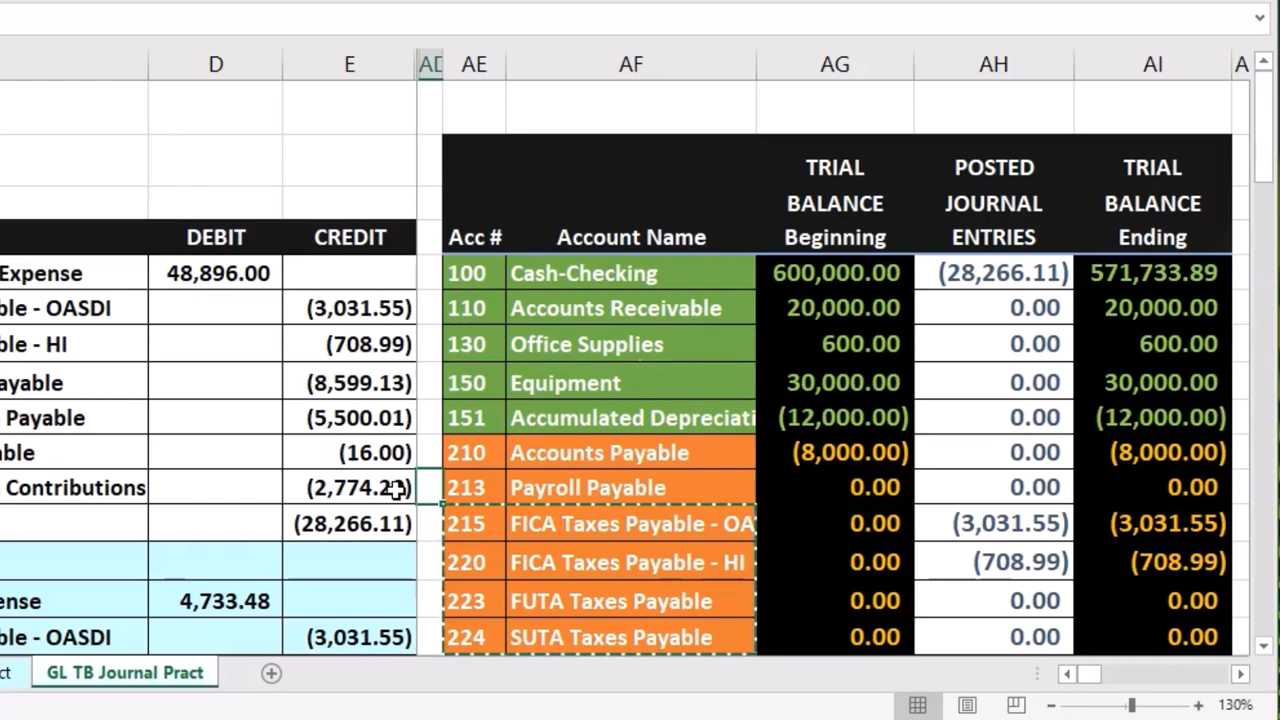 D E AD AE AF AG AH AI A
TRIAL POSTED TRIAL
BALANCE JOURNAL BALANCE
DEBIT CREDIT Acc # Account Name Beginning ENTRIES Ending
Expense 48,896.00 100 Cash-Checking 600,000.00 (28,266.11) 571,733.89
ble - OASDI (3,031.55) 110 Accounts Receivable 20,000.00 0.00 20,000.00
ble - HI (708.99) 130 Office Supplies 600.00 0.00 600.00
ayable (8,599.13) 150 Equipment 30,000.00 0.00 30,000.00
Payable (5,500.01) 151 Accumulated Depreciati (12,000.00) 0.00 (12,000.00)
ble (16.00) 210 Accounts Payable (8,000.00) 0.00 (8,000.00)
Contributions 213 Payroll Payable 0.00 0.00 0.00
(28,266.11) 215 FICA Taxes Payable - OA 0.00 (3,031.55) (3,031.55)
220 FICA Taxes Payable - HI 0.00 (708.99) (708.99)
ense 4,733.48 223 FUTA Taxes Payable 0.00 0.00 0.00
ble - OASDI (3,031.55) 224 SUTA Taxes Payable 0.00 0.00 0.00
ct GL TB Journal Pract
130%